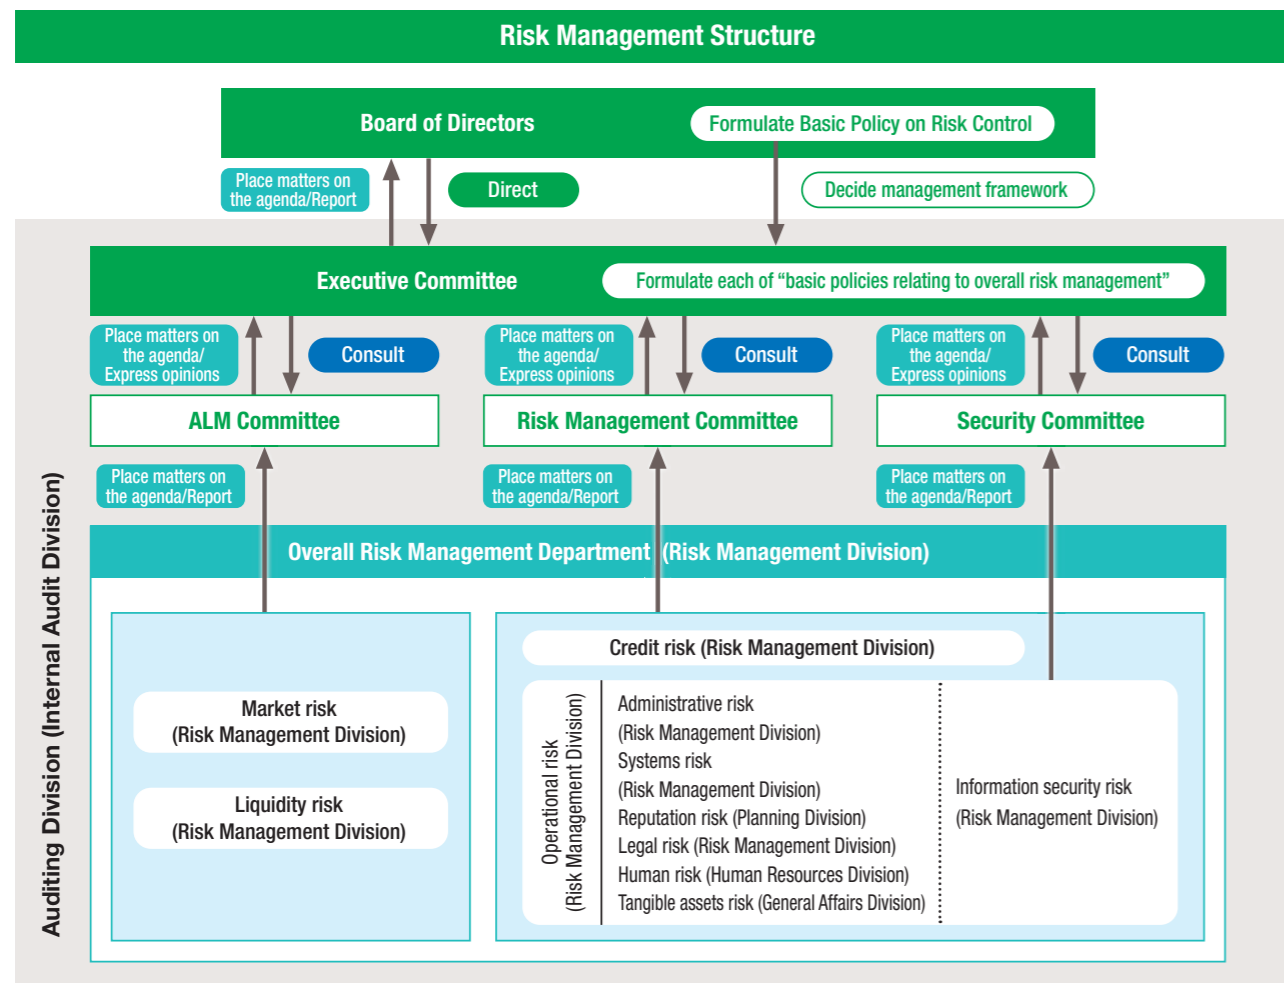 Risk Management Structure
Board of Directors
Formulate Basic Policy on Risk Control
Place matters on
the agenda/Report
Direct
Decide management framework
Executive Committee
Formulate each of “basic policies relating to overall risk management”
Place matters on
the agenda/
Express opinions
Consult
Place matters on
the agenda/
Express opinions
Consult
Place matters on
the agenda/
Express opinions
Consult
ALM Committee
Risk Management Committee
Security Committee
Place matters on
the agenda/Report
Place matters on
the agenda/Report
Place matters on
the agenda/Report
Auditing Division (Internal Audit Division)
Overall Risk Management Department (Risk Management Division)
Market risk
(Risk Management Division)
Liquidity risk
(Risk Management Division)
Credit risk (Risk Management Division)
Operational risk
(Risk Management Division)
Administrative risk
(Risk Management Division)
Systems risk
(Risk Management Division)
Reputation risk (Planning Division)
Legal risk (Risk Management Division)
Human risk (Human Resources Division)
Tangible assets risk (General Affairs Division)
Information security risk
(Risk Management Division)